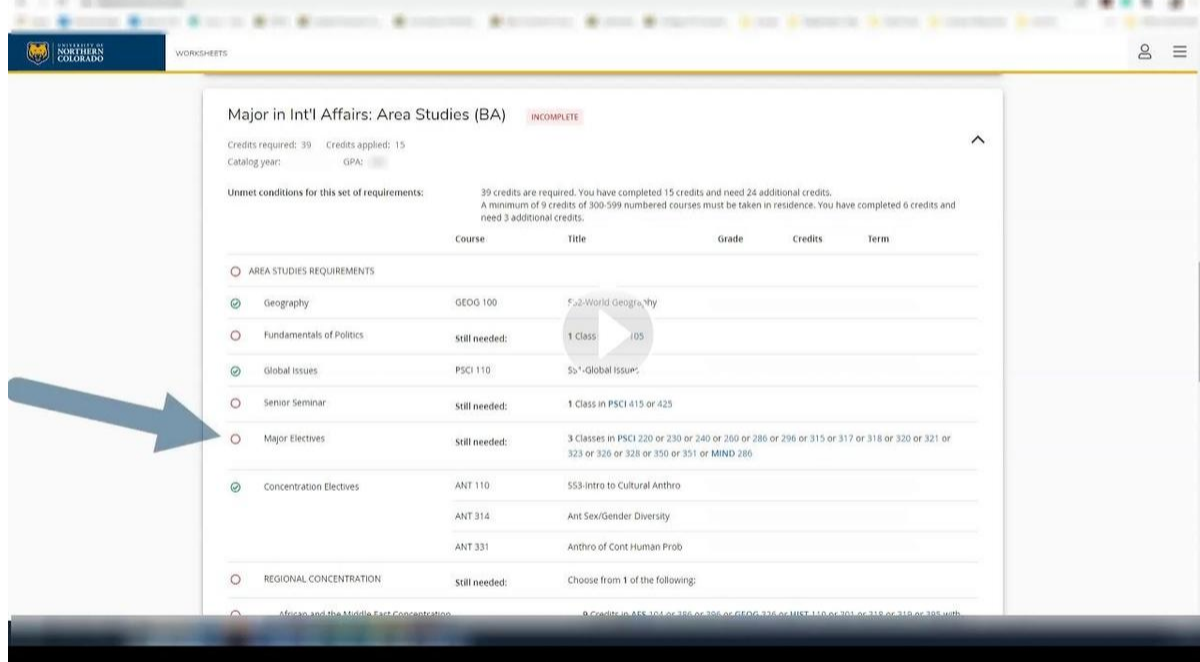 UNIVERSITY OF
NORTHERN
COLORADO
WORKSHEETS
Major in Int'l Affairs: Area Studies (BA) INCOMPLETE
Credits required: 39 Credits applied: 15
Catalog year: GPA:
Unmet conditions for this set of requirements: 39 credits are required. You have completed 15 credits and need 24 additional credits.
A minimum of 9 credits of 300-599 numbered courses must be taken in residence. You have completed 6 credits and
need 3 additional credits.
Course Title Grade Credits Term
AREA STUDIES REQUIREMENTS
Geography GEOG 100 Geography
Fundamentals of Politics Still needed: 1 Class 105
Global Issues PSCI 110 Global Issues
Senior Seminar Still needed: 1 Class in PSCI 415 or 425
Major Electives Still needed: 3 Classes in PSCI 220 or 230 or 240 or 260 or 286 or 296 or 315 or 317 or 318 or 320 or 321 or
323 or 326 or 328 or 350 or 351 or MIND 286
Concentration Electives ANT 110 SS3-Intro to Cultural Anthro
ANT 314 Ant Sex/Gender Diversity
ANT 331 Anthro of Cont Human Prob
REGIONAL CONCENTRATION Still needed: Choose from 1 of the following:
African and the Middle East Concentration 9 Credits in